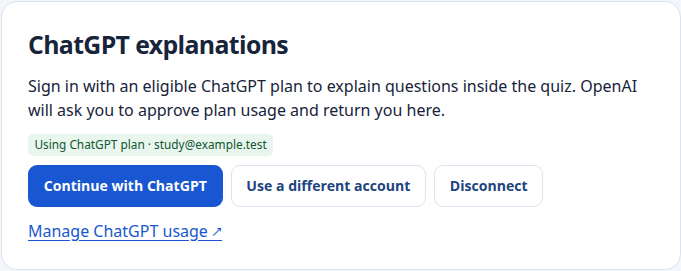 ChatGPT explanations
Sign in with an eligible ChatGPT plan to explain questions inside the quiz. OpenAI
will ask you to approve plan usage and return you here.
Using ChatGPT plan · study@example.test
Continue with ChatGPT
Use a different account
Disconnect
Manage ChatGPT usage ↗